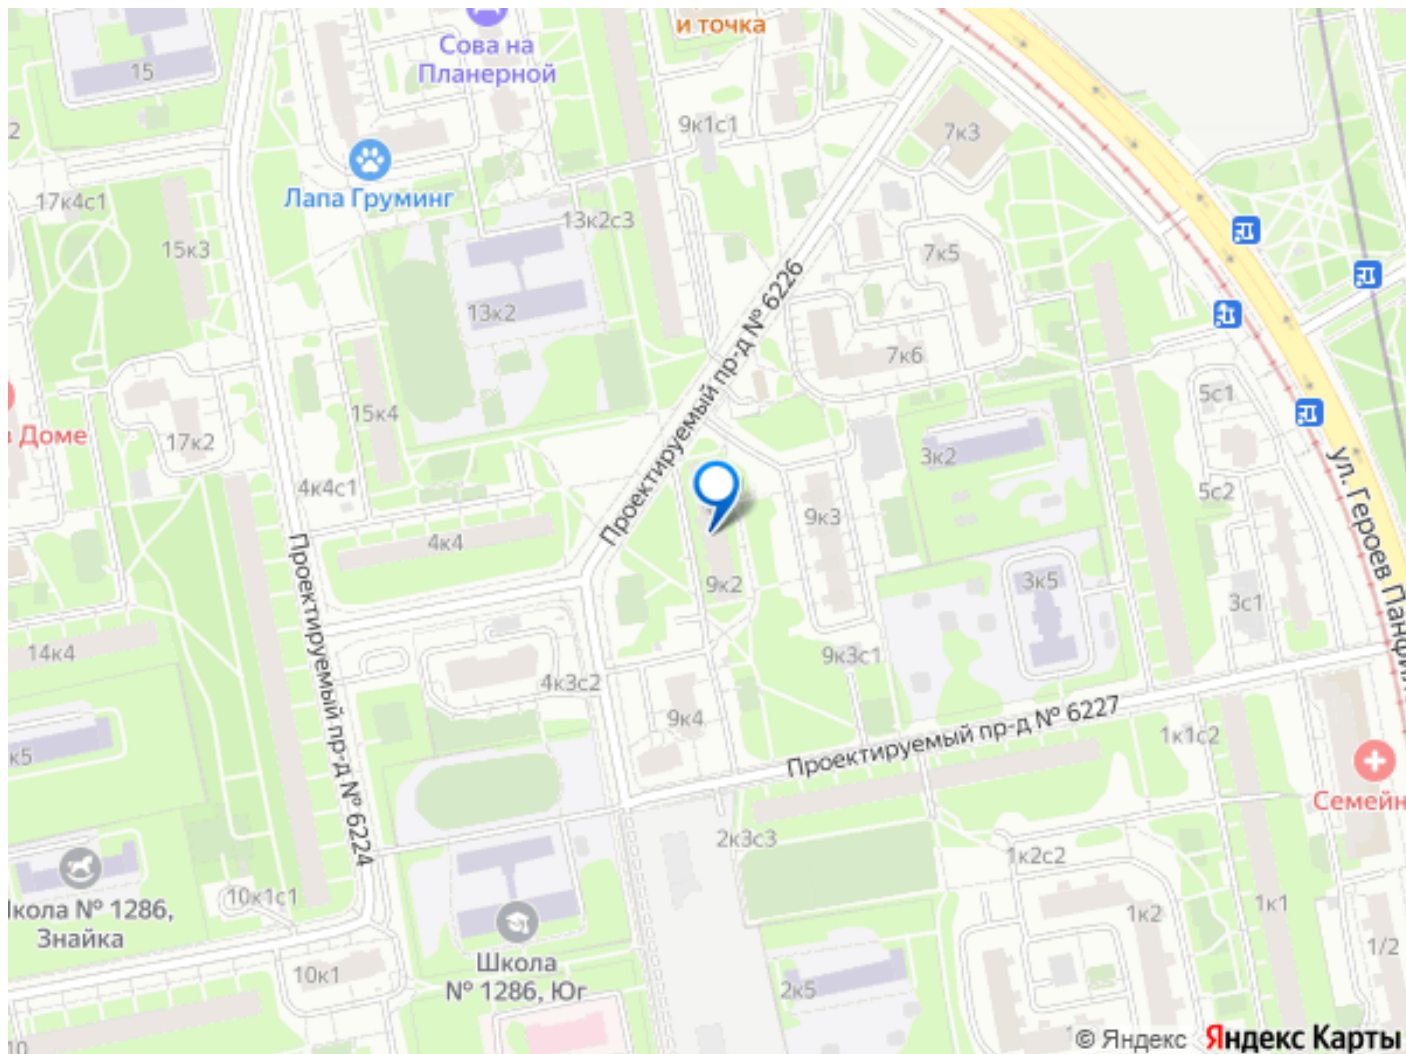 и точка
Сова на
Планерной
15
9к1с1
7к3
2
Лапа Груминг
17к4с1
13к2с3
15к3
7к5
13к2
Проектируемый пр-д № 6226
7к6
5с1
15к4
в Доме
17к2
3к2
ул. Героев Панфил
4к4с1
5с2
9к3
4к4
Проектируемый пр-д № 6224
9к2
3к5
3с1
14к4
9к3с1
4к3с2
9к4
Проектируемый пр-д № 6227
1к1с2
к5
Семейн
2к3с3
1к2с2
10к1с1
кола № 1286,
Знайка
1к2
1к1
1/2
Школа
№ 1286, Юг
10к1
2к5
10
1
© Яндекс Яндекс Карты